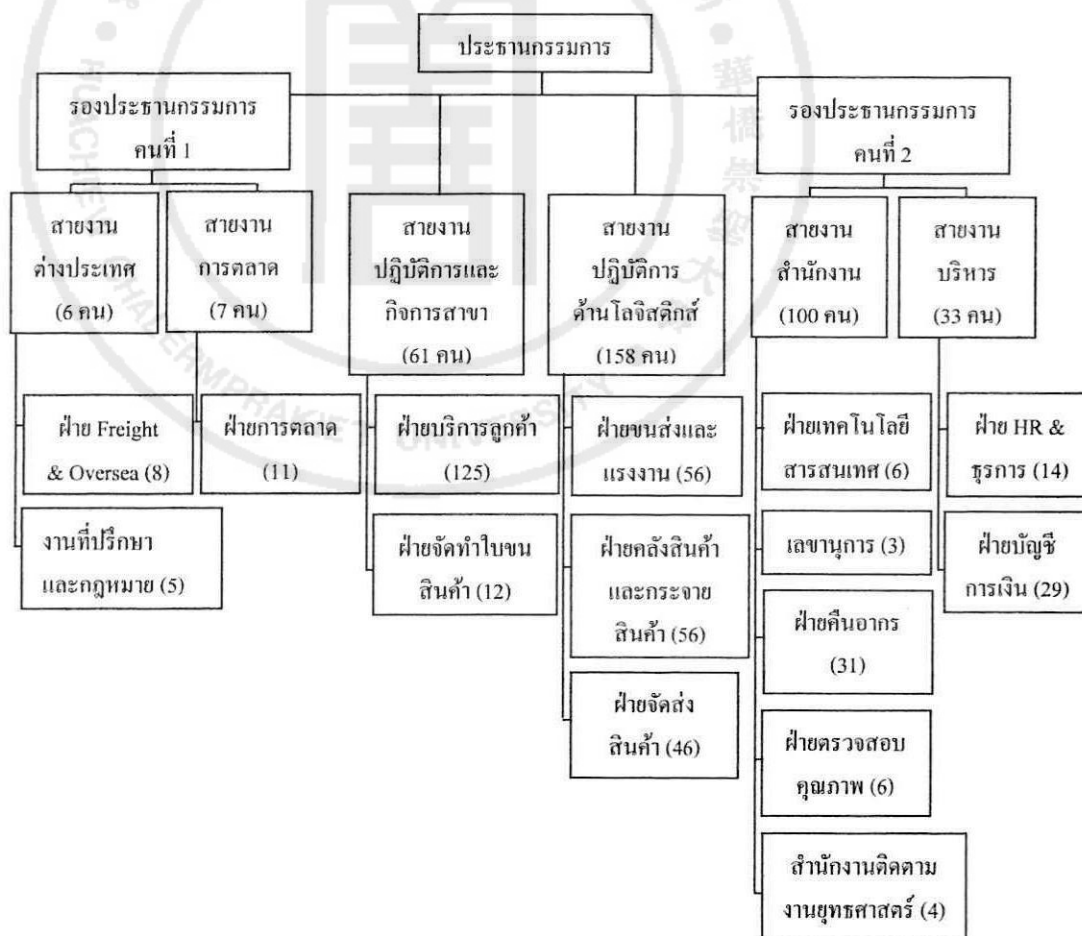 ประธานกรรมการ
รองประธานกรรมการ
คนที่ 1
รองประธานกรรมการ
คนที่ 2
สายงาน
ต่างประเทศ
(6 คน)
สายงาน
การตลาด
(7 คน)
สายงาน
ปฏิบัติการและ
กิจการสาขา
(61 คน)
สายงาน
ปฏิบัติการ
ด้านโลจิสติกส์
(158 คน)
สายงาน
สำนักงาน
(100 คน)
สายงาน
บริหาร
(33 คน)
ฝ่าย Freight
& Oversea (8)
งานที่ปรึกษา
และกฎหมาย (5)
ฝ่ายการตลาด
(11)
ฝ่ายบริการลูกค้า
(125)
ฝ่ายจัดทำใบขน
สินค้า (12)
ฝ่ายขนส่งและ
แรงงาน (56)
ฝ่ายคลังสินค้า
และกระจาย
สินค้า (56)
ฝ่ายจัดส่ง
สินค้า (46)
ฝ่ายเทคโนโลยี
สารสนเทศ (6)
เลขานุการ (3)
ฝ่ายคืนอากร
(31)
ฝ่ายตรวจสอบ
คุณภาพ (6)
สำนักงานติดตาม
งานยุทธศาสตร์ (4)
ฝ่าย HR &
ธุรการ (14)
ฝ่ายบัญชี
การเงิน (29)
HUACHIEW CHALERMPRAKIET UNIVERSITY
華僑崇聖大學